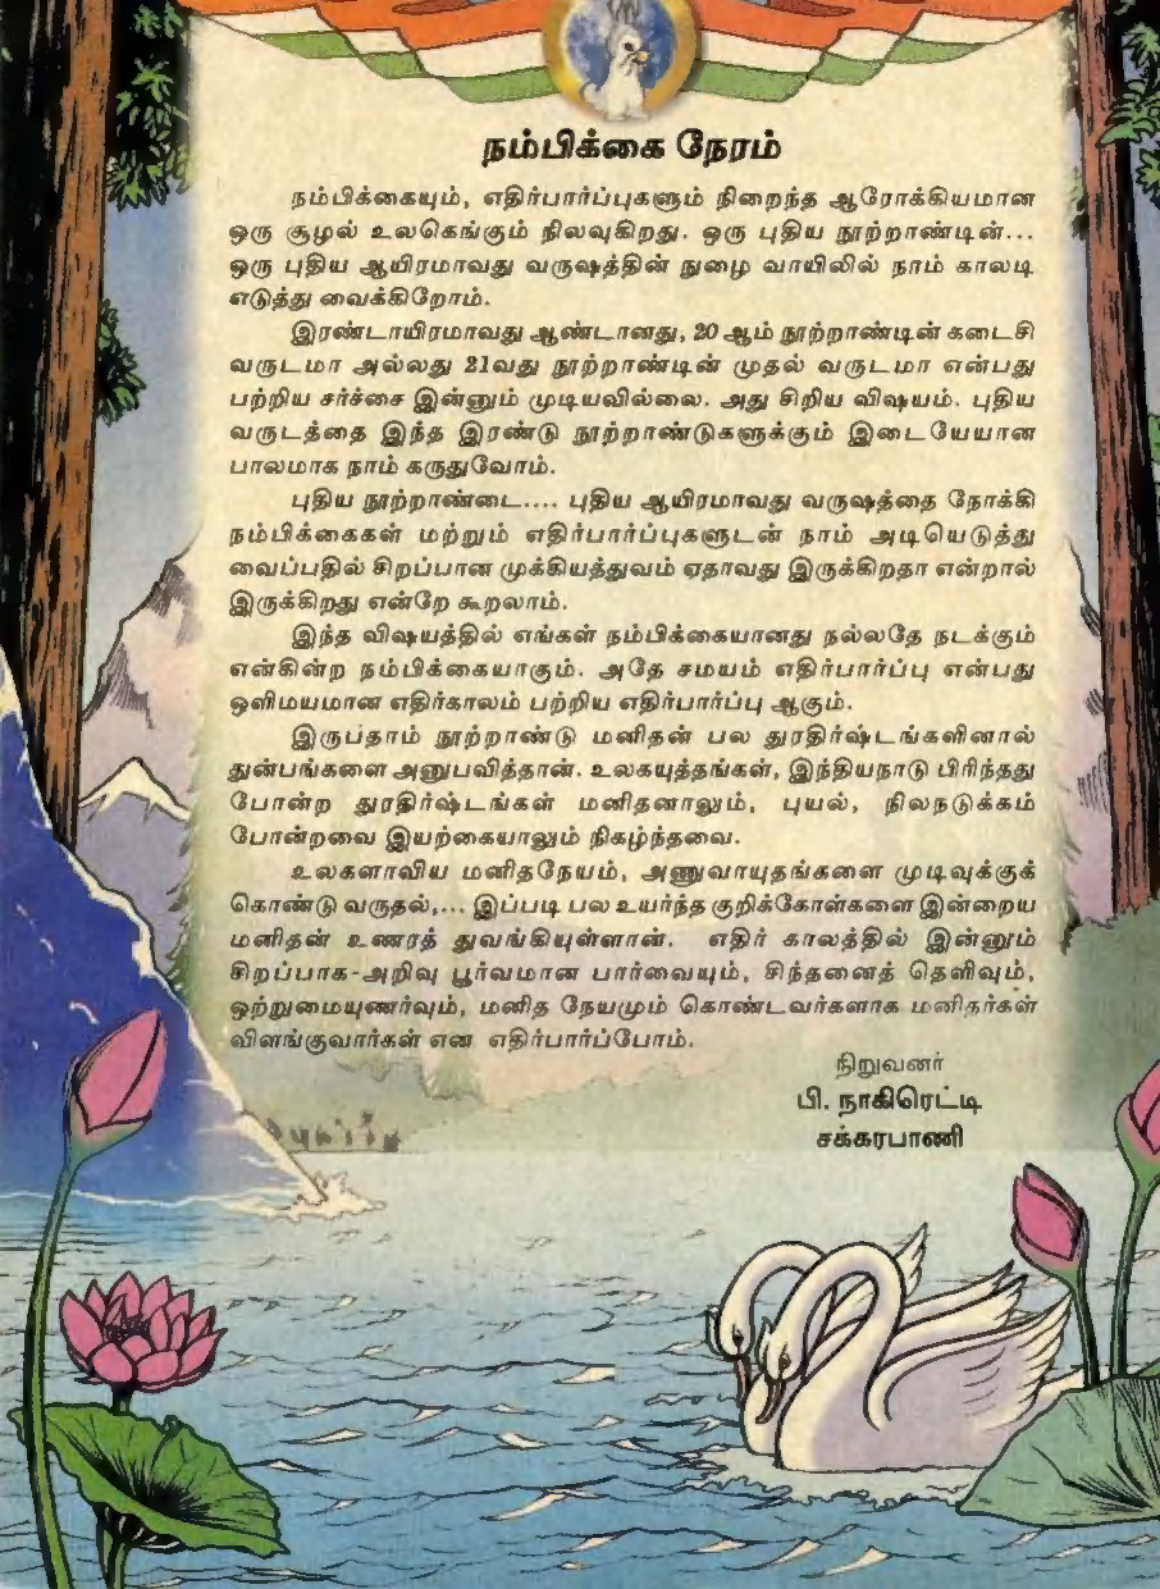 நம்பிக்கை நேரம்
நம்பிக்கையும், எதிர்பார்ப்புகளும் நிறைந்த ஆரோக்கியமான
ஒரு சூழல் உலகெங்கும் நிலவுகிறது. ஒரு புதிய நூற்றாண்டின்...
ஒரு புதிய ஆயிரமாவது வருஷத்தின் நுழை வாயிலில் நாம் காலடி
எடுத்து வைக்கிறோம்.
இரண்டாயிரமாவது ஆண்டானது, 20 ஆம் நூற்றாண்டின் கடைசி
வருடமா அல்லது 21வது நூற்றாண்டின் முதல் வருடமா என்பது
பற்றிய சர்ச்சை இன்னும் முடியவில்லை. அது சிறிய விஷயம். புதிய
வருடத்தை இந்த இரண்டு நூற்றாண்டுகளுக்கும் இடையேயான
பாலமாக நாம் கருதுவோம்.
புதிய நூற்றாண்டை.... புதிய ஆயிரமாவது வருஷத்தை நோக்கி
நம்பிக்கைகள் மற்றும் எதிர்பார்ப்புகளுடன் நாம் அடியெடுத்து
வைப்பதில் சிறப்பான முக்கியத்துவம் ஏதாவது இருக்கிறதா என்றால்
இருக்கிறது என்றே கூறலாம்.
இந்த விஷயத்தில் எங்கள் நம்பிக்கையானது நல்லதே நடக்கும்
என்கின்ற நம்பிக்கையாகும். அதே சமயம் எதிர்பார்ப்பு என்பது
ஒளிமயமான எதிர்காலம் பற்றிய எதிர்பார்ப்பு ஆகும்.
இருபதாம் நூற்றாண்டு மனிதன் பல துரதிர்ஷ்டங்களினால்
துன்பங்களை அனுபவித்தான். உலகயுத்தங்கள், இந்தியநாடு பிரிந்தது
போன்ற துரதிர்ஷ்டங்கள் மனிதனாலும், புயல், நிலநடுக்கம்
போன்றவை இயற்கையாலும் நிகழ்ந்தவை.
உலகளாவிய மனிதநேயம், அணுவாயுதங்களை முடிவுக்குக்
கொண்டு வருதல்,... இப்படி பல உயர்ந்த குறிக்கோள்களை இன்றைய
மனிதன் உணரத் துவங்கியுள்ளான். எதிர் காலத்தில் இன்னும்
சிறப்பாக-அறிவு பூர்வமான பார்வையும், சிந்தனைத் தெளிவும்,
ஒற்றுமையுணர்வும், மனித நேயமும் கொண்டவர்களாக மனிதர்கள்
விளங்குவார்கள் என எதிர்பார்ப்போம்.
நிறுவனர்
பி. நாகிரெட்டி
சக்கரபாணி